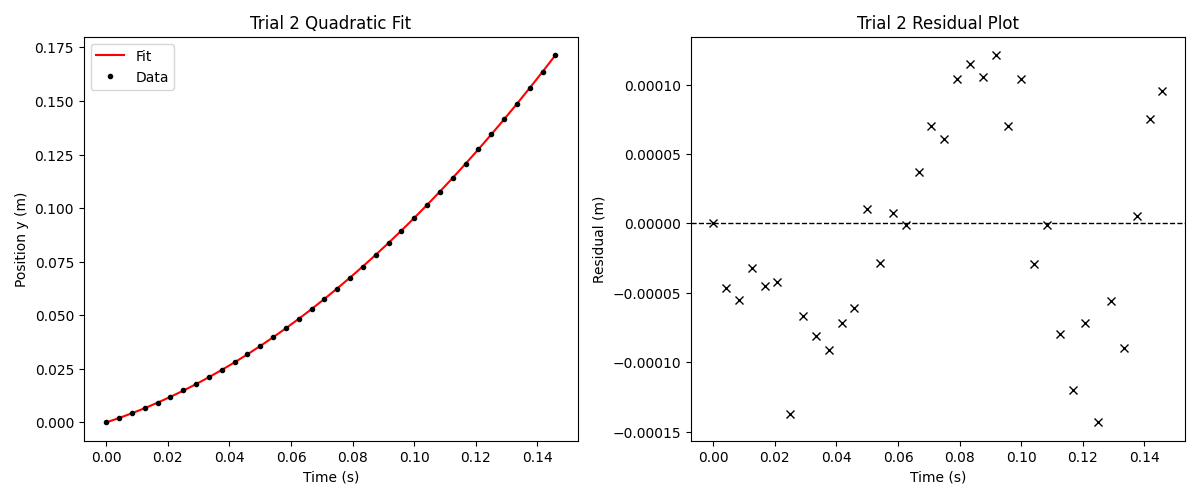 Trial 2 Quadratic Fit
Fit
Data
0.175
0.150
0.125
0.100
0.075
0.050
0.025
0.000
Position y (m)
0.00 0.02 0.04 0.06 0.08 0.10 0.12 0.14
Time (s)
Trial 2 Residual Plot
0.00010
0.00005
0.00000
−0.00005
−0.00010
−0.00015
Residual (m)
0.00 0.02 0.04 0.06 0.08 0.10 0.12 0.14
Time (s)